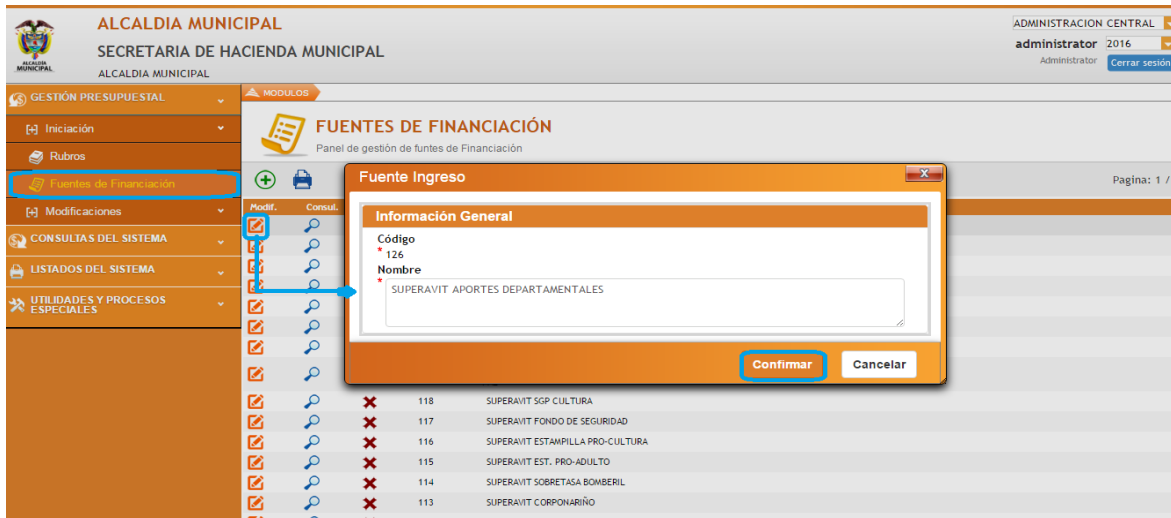 ALCALDIA MUNICIPAL
SECRETARIA DE HACIENDA MUNICIPAL
ALCALDIA MUNICIPAL
ALCALDIA
MUNICIPAL
ADMINISTRACION CENTRAL
administrator 2016
Administrator Cerrar sesión
GESTIÓN PRESUPUESTAL
[+] Iniciación
Rubros
Fuentes de Financiación
[+] Modificaciones
CONSULTAS DEL SISTEMA
LISTADOS DEL SISTEMA
UTILIDADES Y PROCESOS
ESPECIALES
MODULOS
FUENTES DE FINANCIACIÓN
Panel de gestión de funtes de Financiación
Pagina: 1 /
Modif. Consul.
Fuente Ingreso
X
Información General
Código
* 126
Nombre
* SUPERAVIT APORTES DEPARTAMENTALES
Confirmar Cancelar
118 SUPERAVIT SGP CULTURA
117 SUPERAVIT FONDO DE SEGURIDAD
116 SUPERAVIT ESTAMPILLA PRO-CULTURA
115 SUPERAVIT EST. PRO-ADULTO
114 SUPERAVIT SOBRETASA BOMBERIL
113 SUPERAVIT CORPONARIÑO